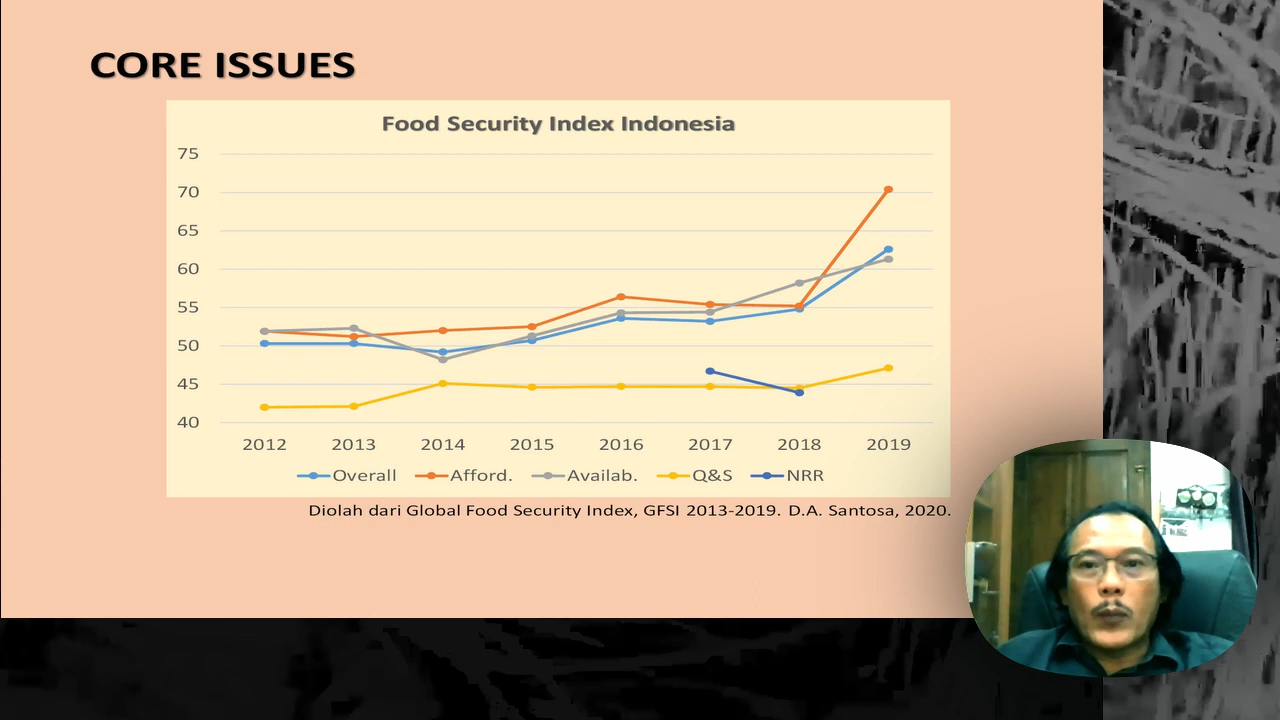 CORE ISSUES
Food Security Index Indonesia
75
70
65
60
55
50
45
40
2012 2013 2014 2015 2016 2017 2018 2019
Overall Afford. Availab. Q&S NRR
Diolah dari Global Food Security Index, GFSI 2013-2019. D.A. Santosa, 2020.